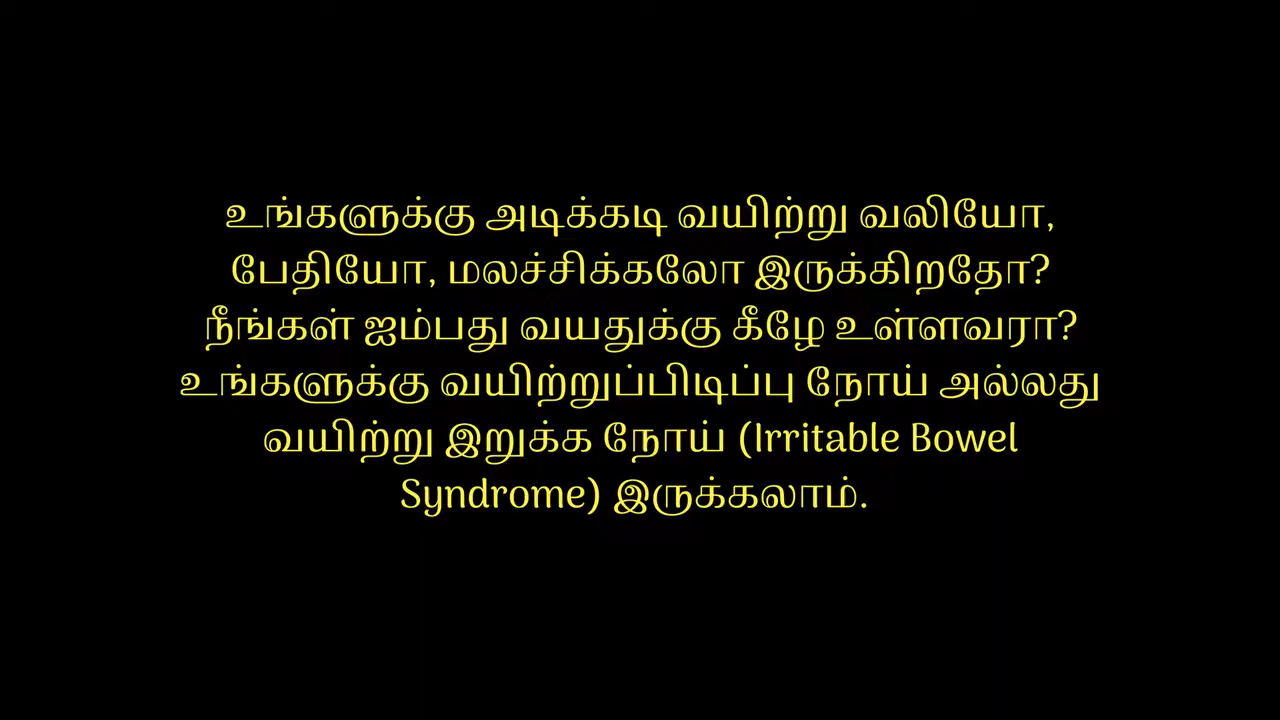 உங்களுக்கு அடிக்கடி வயிற்று வலியோ,
பேதியோ, மலச்சிக்கலோ இருக்கிறதோ?
நீங்கள் ஐம்பது வயதுக்கு கீழே உள்ளவரா?
உங்களுக்கு வயிற்றுப்பிடிப்பு நோய் அல்லது
வயிற்று இறுக்க நோய் (Irritable Bowel
Syndrome) இருக்கலாம்.